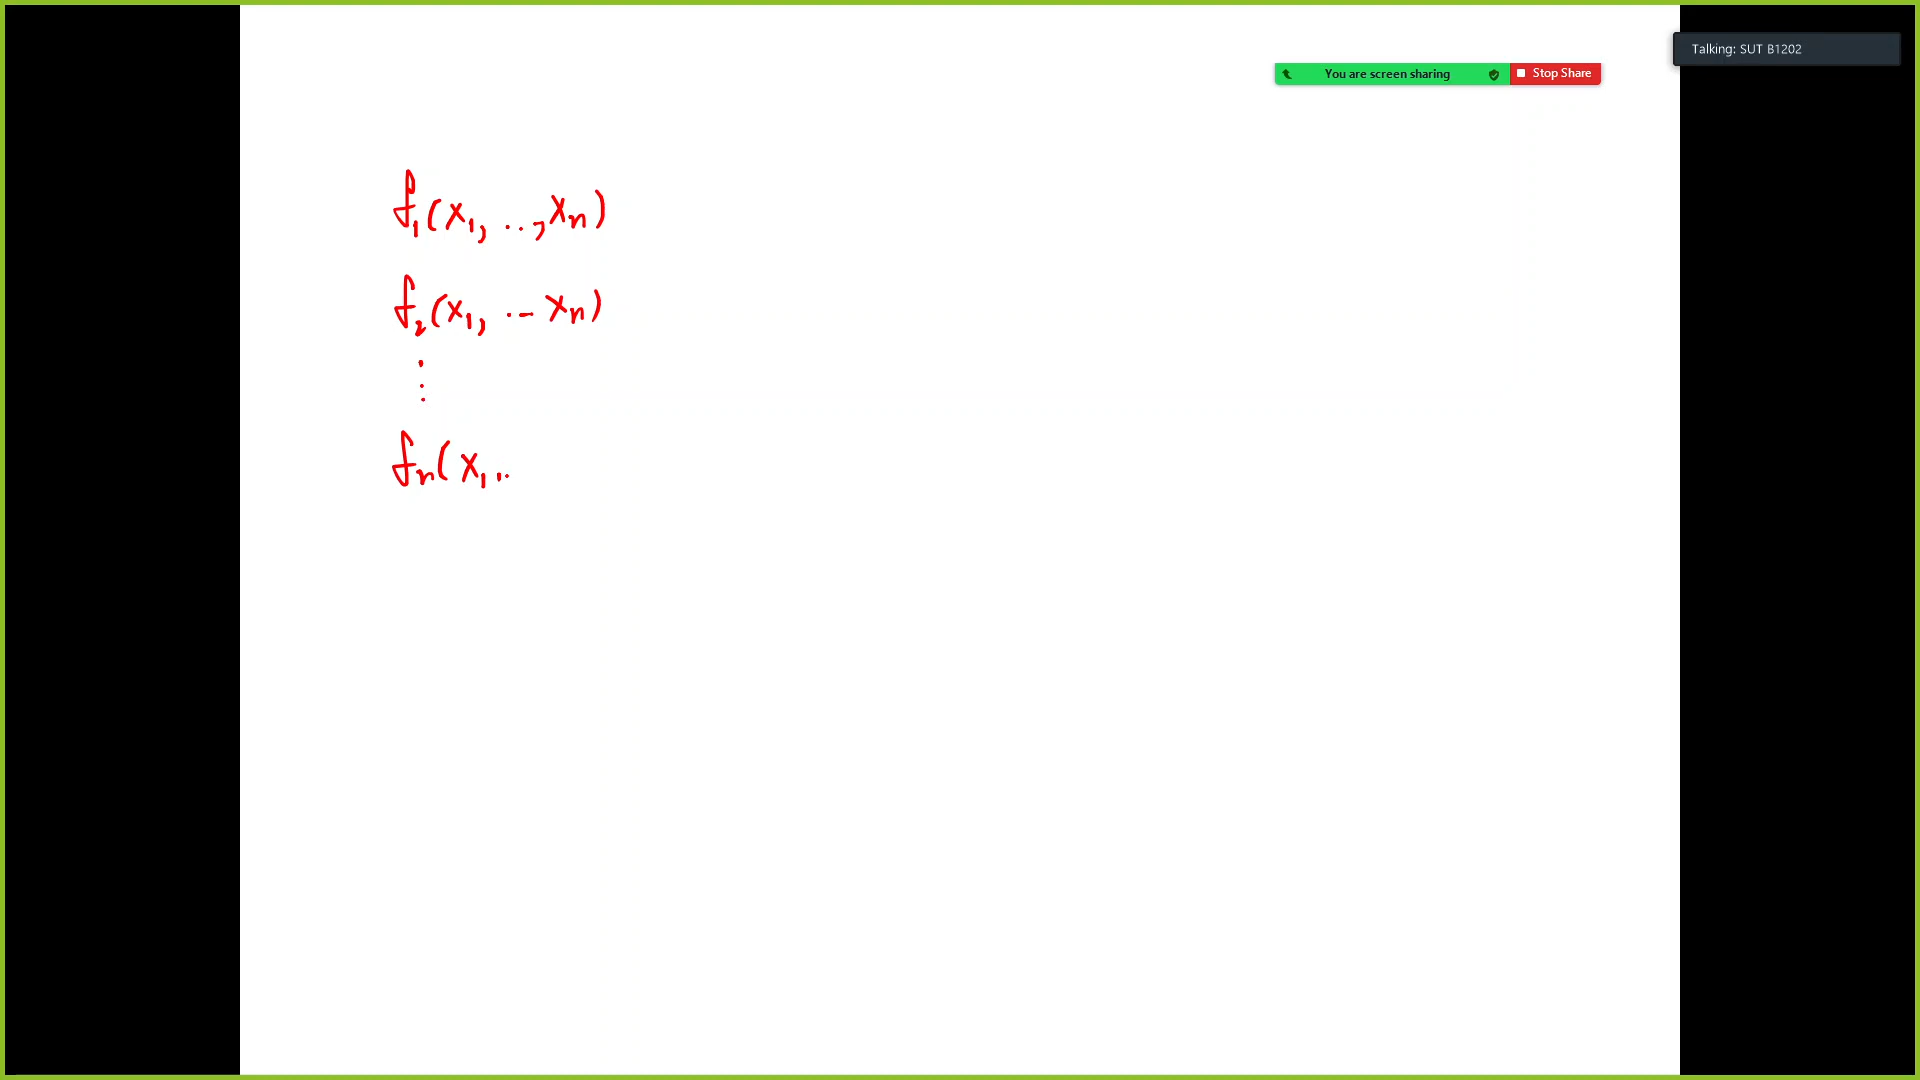 Talking: SUT B1202
You are screen sharing Stop Share
f₁(x₁, .., xₙ)
f₂(x₁, .. xₙ)
⋮
fₙ(x₁..